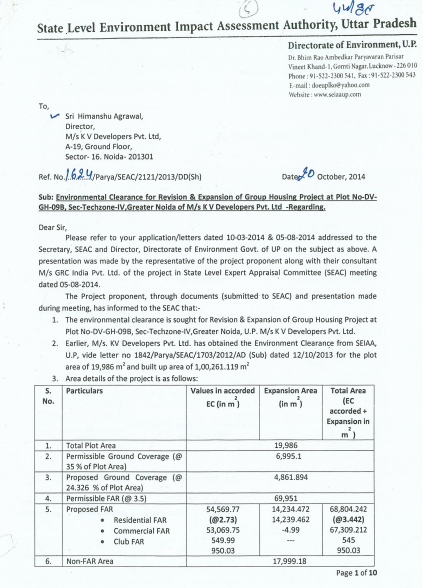 State Level Environment Impact Assessment Authority, Uttar Pradesh
Directorate of Environment, U.P.
Dr. Bhim Rao Ambedkar Paryavaran Parisar
Vineet Khand-1, Gomti Nagar, Lucknow - 226 010
Phone : 91-522-2300 541, Fax : 91-522-2300 543
E-mail : doeuplko@yahoo.com
Website : www.seiaaup.com
To,
Sri Himanshu Agrawal,
Director,
M/s K V Developers Pvt. Ltd,
A-19, Ground Floor,
Sector- 16. Noida- 201301
Ref. No. 1624/Parya/SEAC/2121/2013/DD(Sh) Date: 20 October, 2014
Sub: Environmental Clearance for Revision & Expansion of Group Housing Project at Plot No-DV-
GH-09B, Sec-Techzone-IV,Greater Noida of M/s K V Developers Pvt. Ltd -Regarding.
Dear Sir,
Please refer to your application/letters dated 10-03-2014 & 05-08-2014 addressed to the
Secretary, SEAC and Director, Directorate of Environment Govt. of UP on the subject as above. A
presentation was made by the representative of the project proponent along with their consultant
M/s GRC India Pvt. Ltd. of the project in State Level Expert Appraisal Committee (SEAC) meeting
dated 05-08-2014.
The Project proponent, through documents (submitted to SEAC) and presentation made
during meeting, has informed to the SEAC that:-
1. The environmental clearance is sought for Revision & Expansion of Group Housing Project at
Plot No-DV-GH-09B, Sec-Techzone-IV,Greater Noida, U.P. M/s K V Developers Pvt. Ltd.
2. Earlier, M/s. KV Developers Pvt. Ltd. has obtained the Environment Clearance from SEIAA,
U.P, vide letter no 1842/Parya/SEAC/1703/2012/AD (Sub) dated 12/10/2013 for the plot
area of 19,986 m2 and built up area of 1,00,261.119 m2
3. Area details of the project is as follows:
S. No. Particulars Values in accorded EC (in m2) Expansion Area (in m2) Total Area (EC accorded + Expansion in m2)
1. Total Plot Area 19,986
2. Permissible Ground Coverage (@ 35 % of Plot Area) 6,995.1
3. Proposed Ground Coverage (@ 24.326 % of Plot Area) 4,861.894
4. Permissible FAR (@ 3.5) 69,951
5. Proposed FAR 54,569.77 14,234.472 68,804.242
(@2.73) 14,239.462 (@3.442)
• Residential FAR 53,069.75 -4.99 67,309.212
• Commercial FAR 549.99 --- 545
• Club FAR 950.03 950.03
6. Non-FAR Area 17,999.18
Page 1 of 10